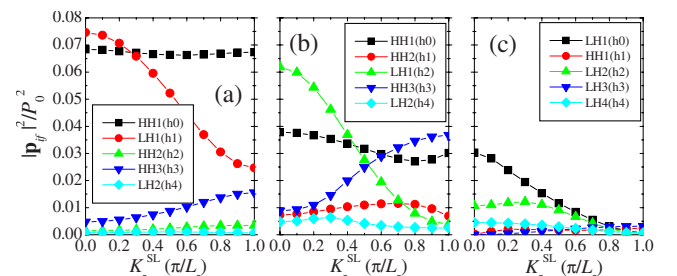 0.08
0.07
0.06
0.05
0.04
0.03
0.02
0.01
0.00
|p_if|²/P₀²
(a)
HH1(h0)
LH1(h1)
HH2(h2)
HH3(h3)
LH2(h4)
0.0 0.2 0.4 0.6 0.8 1.0
K SL (π/L )
(b)
HH1(h0)
HH2(h1)
LH1(h2)
HH3(h3)
LH2(h4)
0.0 0.2 0.4 0.6 0.8 1.0
K SL (π/L )
(c)
LH1(h0)
HH1(h1)
LH2(h2)
LH3(h3)
LH4(h4)
0.0 0.2 0.4 0.6 0.8 1.0
K SL (π/L )